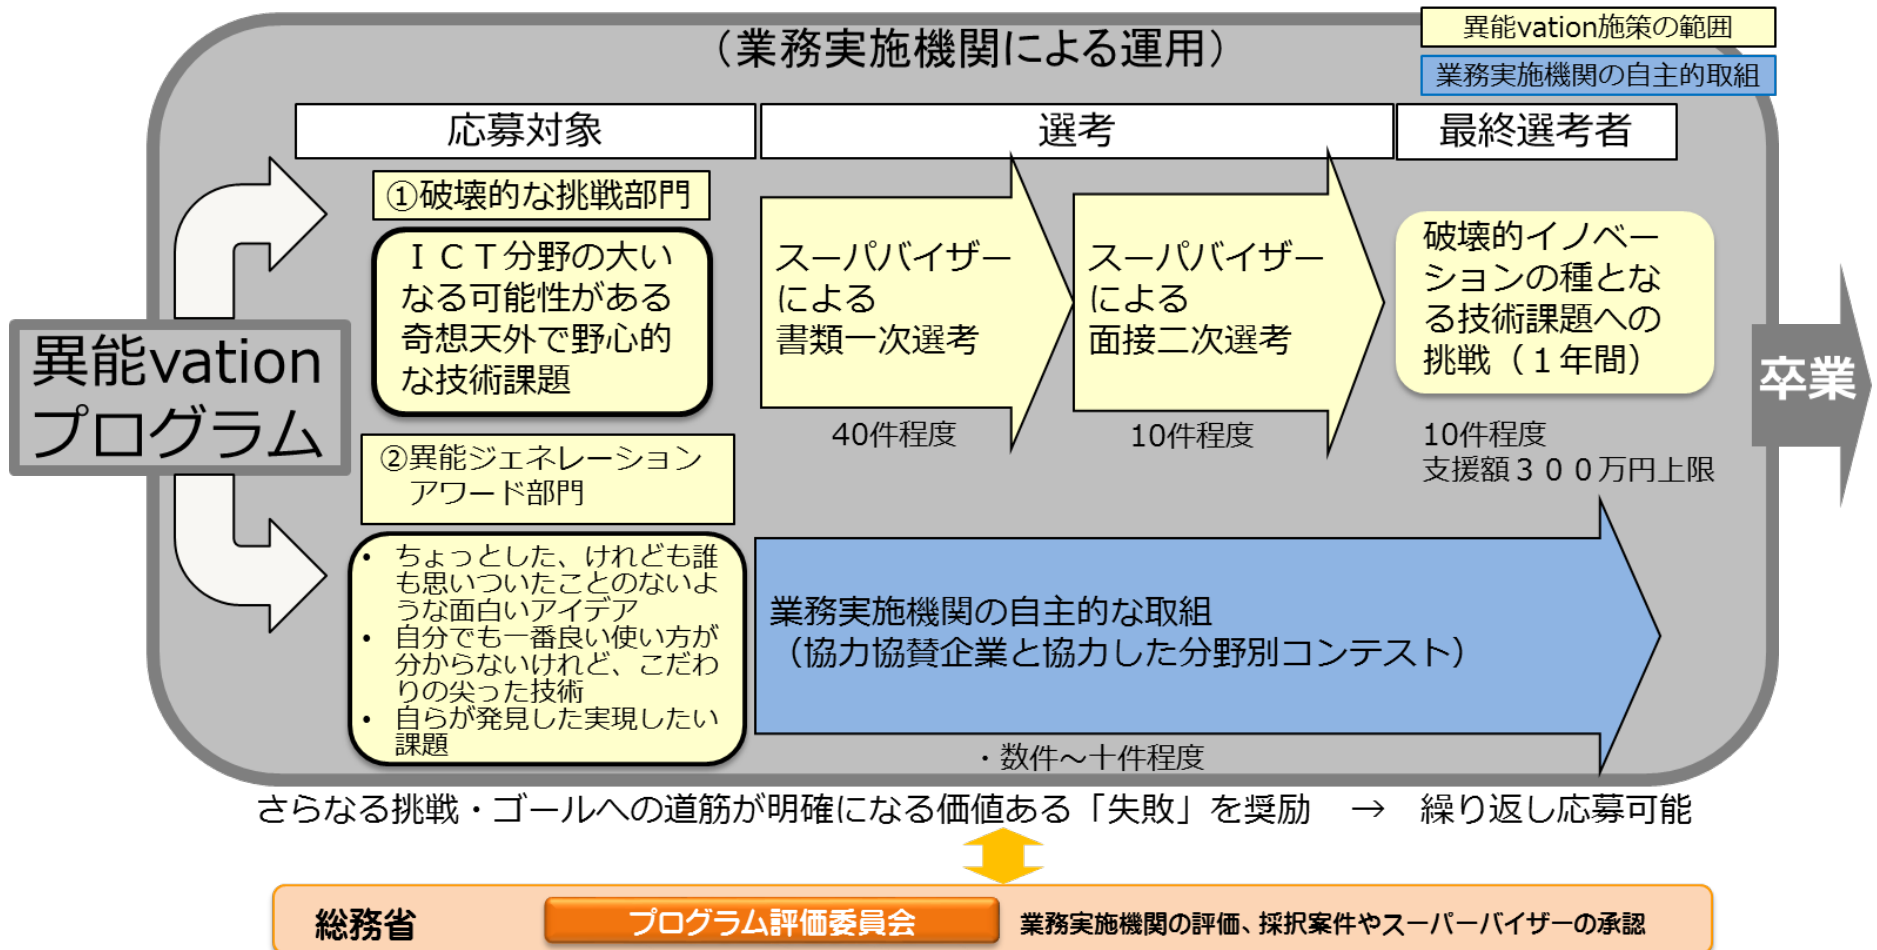 （業務実施機関による運用）
異能vation施策の範囲
業務実施機関の自主的取組
応募対象
選考
最終選考者
異能vation
プログラム
①破壊的な挑戦部門
ＩＣＴ分野の大い
なる可能性がある
奇想天外で野心的
な技術課題
スーパバイザー
による
書類一次選考
40件程度
スーパバイザー
による
面接二次選考
10件程度
破壊的イノベー
ションの種とな
る技術課題への
挑戦（１年間）
10件程度
支援額３００万円上限
卒業
②異能ジェネレーション
アワード部門
• ちょっとした、けれども誰
も思いついたことのないよ
うな面白いアイデア
• 自分でも一番良い使い方が
分からないけれど、こだわ
りの尖った技術
• 自らが発見した実現したい
課題
業務実施機関の自主的な取組
（協力協賛企業と協力した分野別コンテスト）
・数件～十件程度
さらなる挑戦・ゴールへの道筋が明確になる価値ある「失敗」を奨励　→　繰り返し応募可能
総務省
プログラム評価委員会
業務実施機関の評価、採択案件やスーパーバイザーの承認